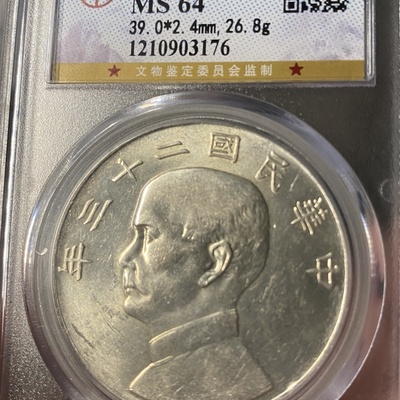 MS 64
39.0*2.4mm,26.8g
1210903176
★ 文物鉴定委员会监制 ★
年三十二國民華中